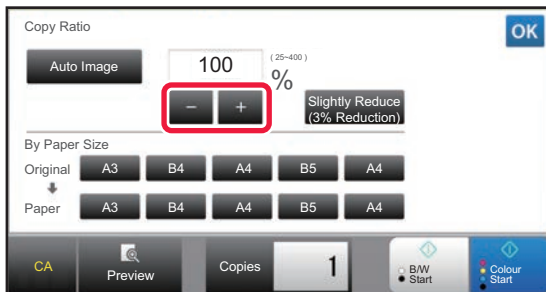 Copy Ratio
OK
Auto Image
100
( 25~400 )
%
− +
Slightly Reduce
(3% Reduction)
By Paper Size
Original A3 B4 A4 B5 A4
Paper A3 B4 A4 B5 A4
CA
Preview
Copies
1
B/W
Start
Colour
Start